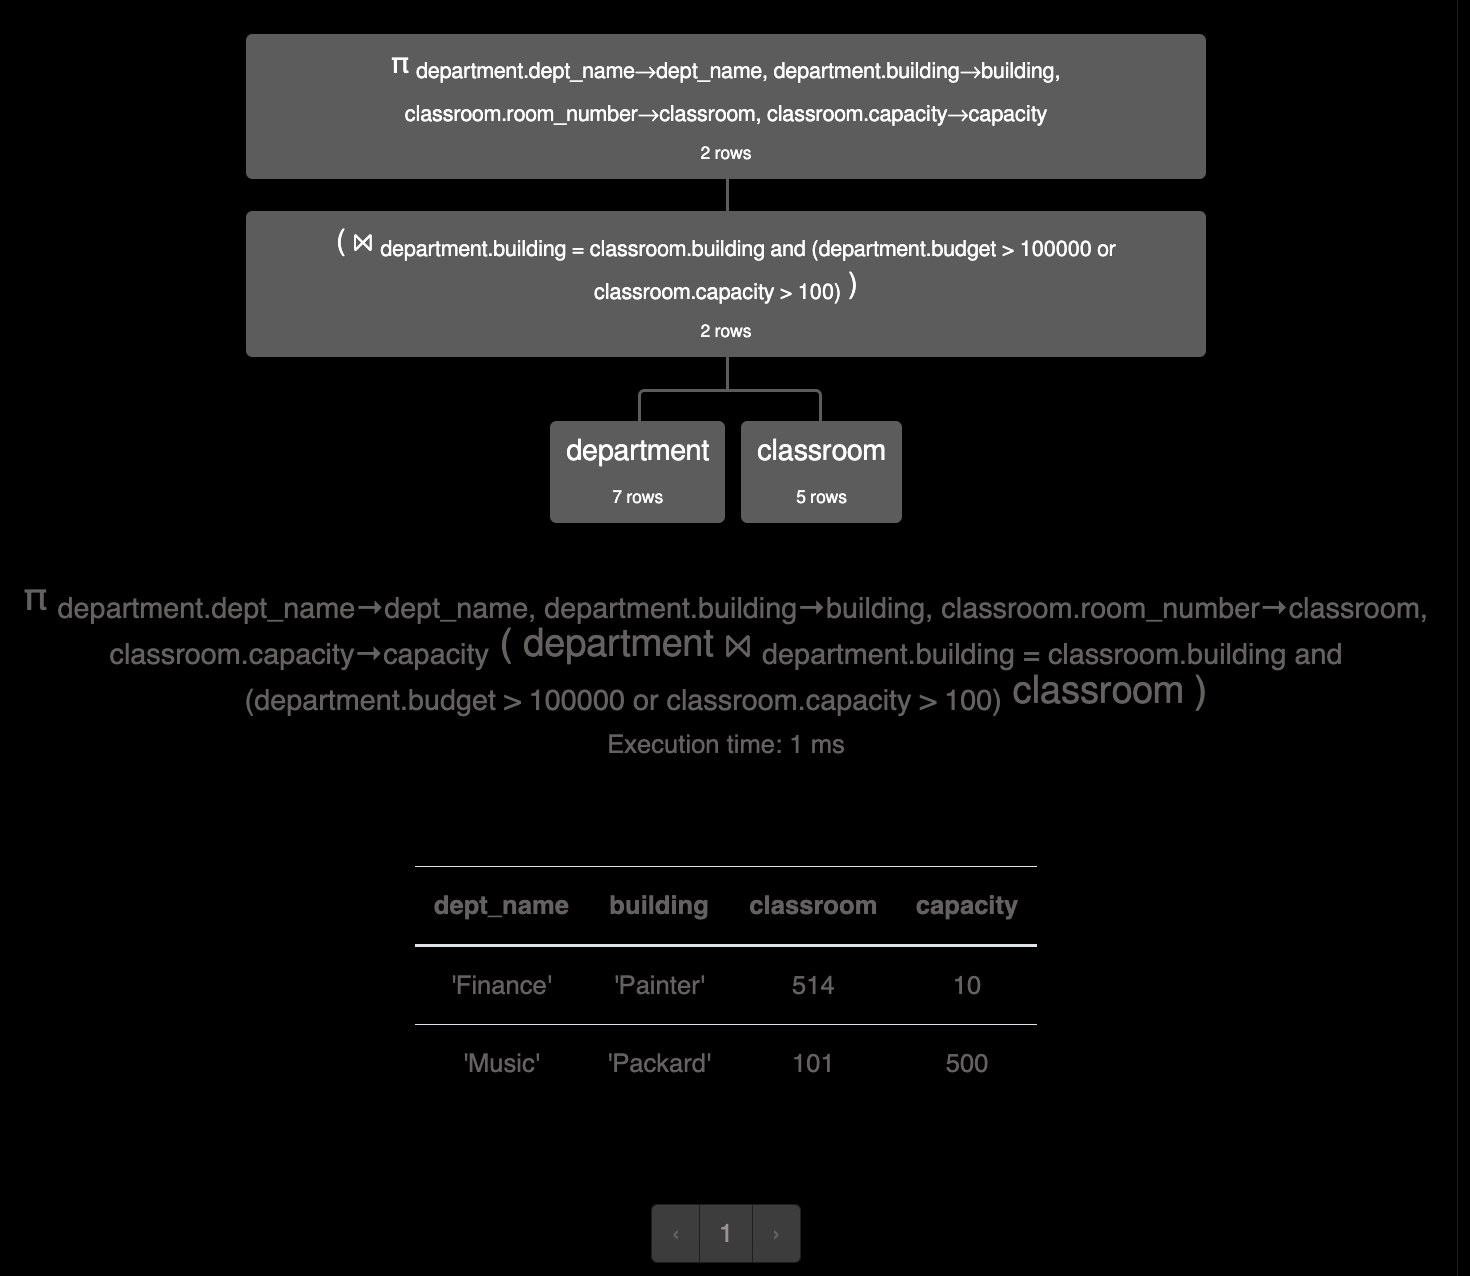 π department.dept_name→dept_name, department.building→building,
classroom.room_number→classroom, classroom.capacity→capacity
2 rows
( ⋈ department.building = classroom.building and (department.budget > 100000 or
classroom.capacity > 100) )
2 rows
department classroom
7 rows 5 rows
π department.dept_name→dept_name, department.building→building, classroom.room_number→classroom,
classroom.capacity→capacity ( department ⋈ department.building = classroom.building and
(department.budget > 100000 or classroom.capacity > 100) classroom )
Execution time: 1 ms
dept_name building classroom capacity
'Finance' 'Painter' 514 10
'Music' 'Packard' 101 500
‹ 1 ›